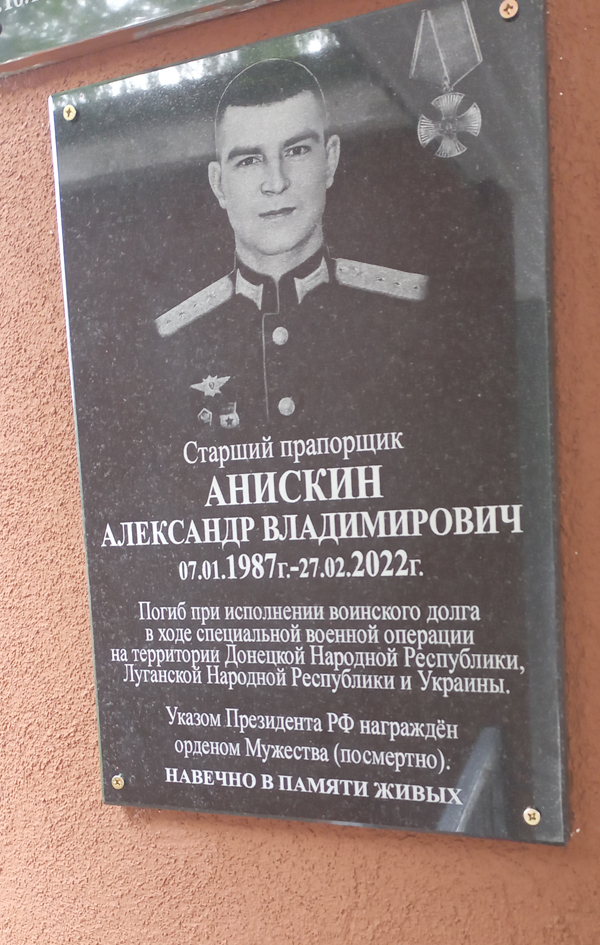 Старший прапорщик
АНИСКИН
АЛЕКСАНДР ВЛАДИМИРОВИЧ
07.01.1987г.-27.02.2022г.
Погиб при исполнении воинского долга
в ходе специальной военной операции
на территории Донецкой Народной Республики,
Луганской Народной Республики и Украины.
Указом Президента РФ награждён
орденом Мужества (посмертно).
НАВЕЧНО В ПАМЯТИ ЖИВЫХ